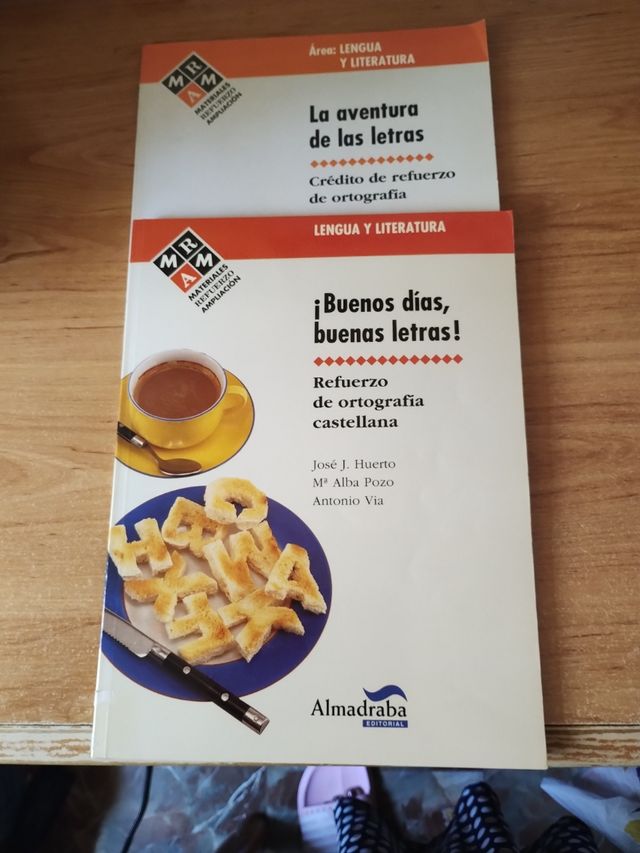 Área: LENGUA
Y LITERATURA
M R A M
MATERIALES
REFUERZO
AMPLIACIÓN
La aventura
de las letras
Crédito de refuerzo
de ortografía
LENGUA Y LITERATURA
M R A M
MATERIALES
REFUERZO
AMPLIACIÓN
¡Buenos días,
buenas letras!
Refuerzo
de ortografía
castellana
José J. Huerto
Mª Alba Pozo
Antonio Via
Almadraba
EDITORIAL